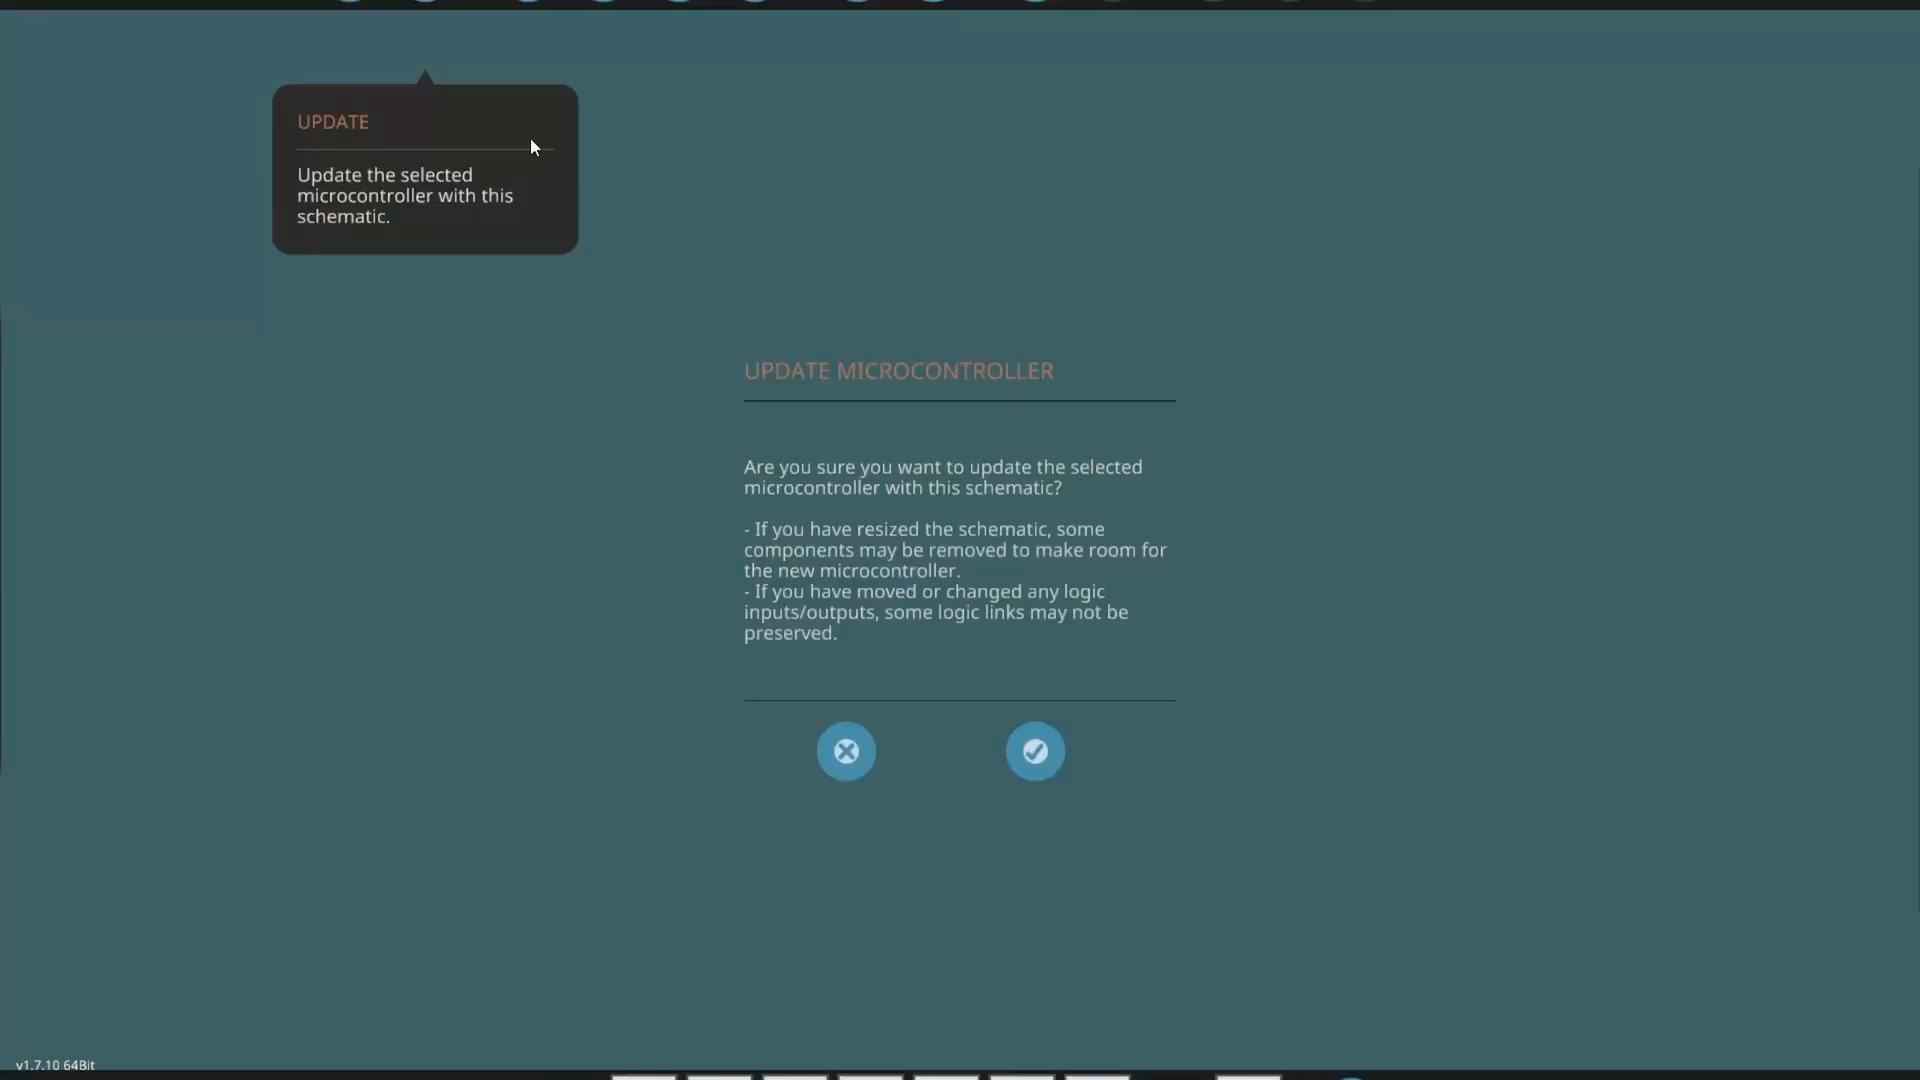 UPDATE
Update the selected
microcontroller with this
schematic.
UPDATE MICROCONTROLLER
Are you sure you want to update the selected
microcontroller with this schematic?
- If you have resized the schematic, some
components may be removed to make room for
the new microcontroller.
- If you have moved or changed any logic
inputs/outputs, some logic links may not be
preserved.
v1.7.10 64Bit